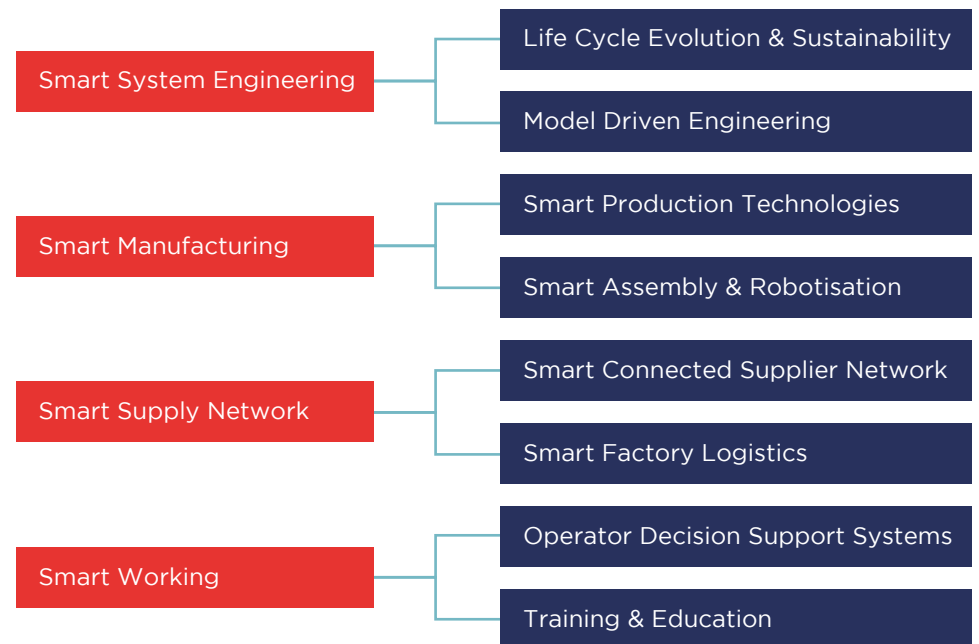 Smart System Engineering
Life Cycle Evolution & Sustainability
Model Driven Engineering
Smart Manufacturing
Smart Production Technologies
Smart Assembly & Robotisation
Smart Supply Network
Smart Connected Supplier Network
Smart Factory Logistics
Smart Working
Operator Decision Support Systems
Training & Education